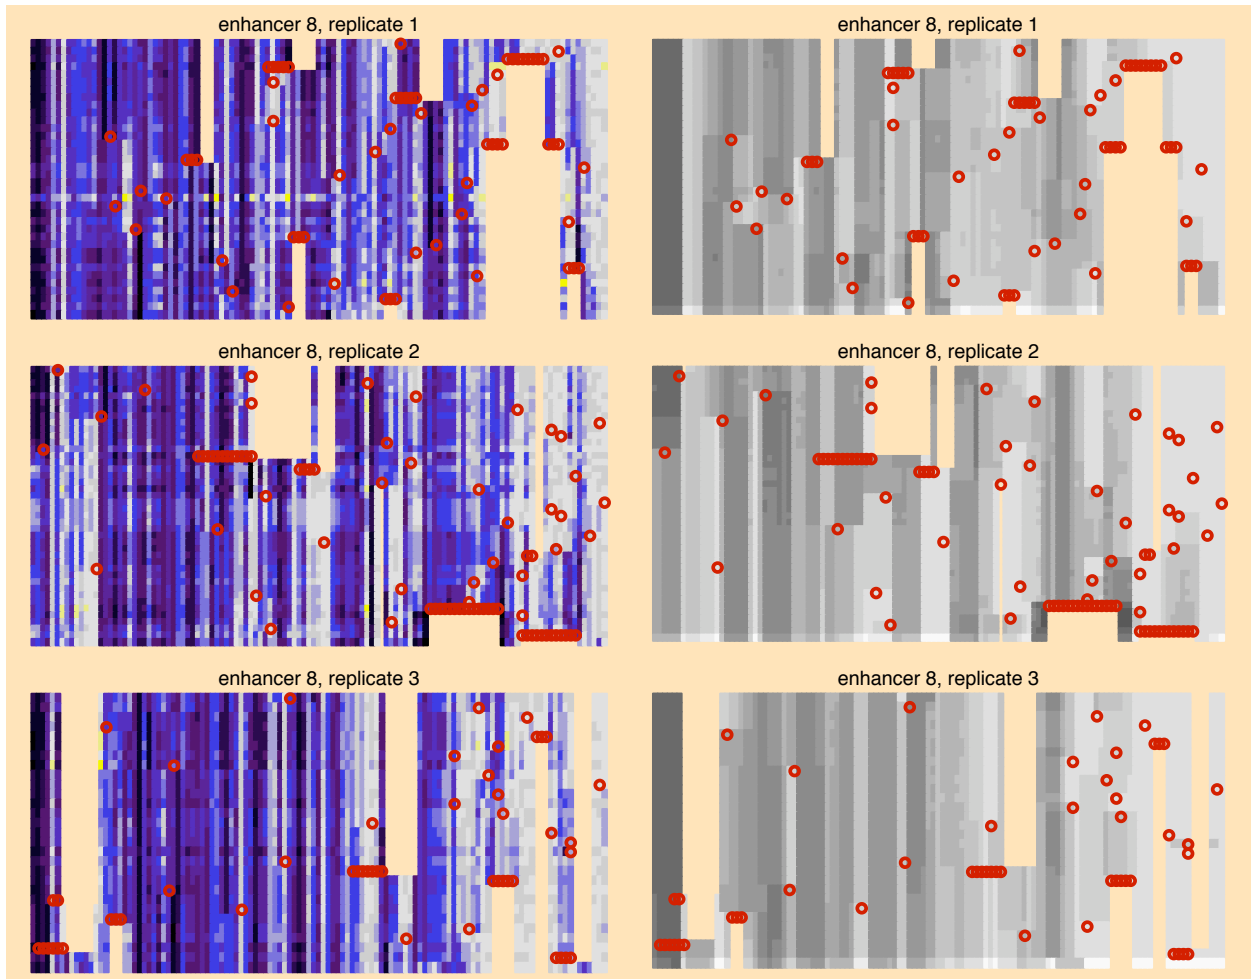 enhancer 8, replicate 1
enhancer 8, replicate 1
enhancer 8, replicate 2
enhancer 8, replicate 2
enhancer 8, replicate 3
enhancer 8, replicate 3